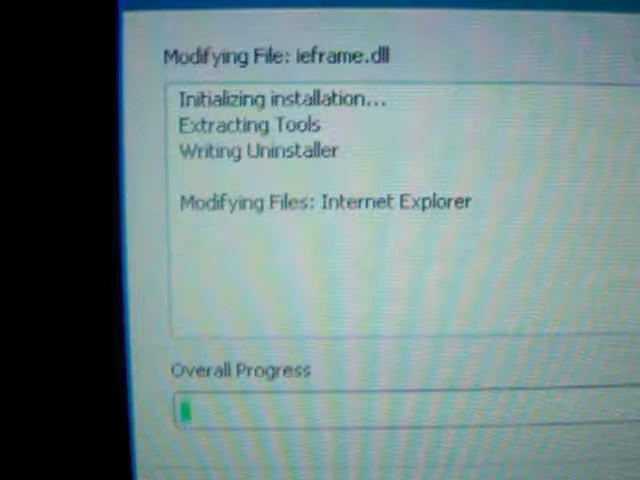 Modifying File: ieframe.dll
Initializing installation...
Extracting Tools
Writing Uninstaller
Modifying Files: Internet Explorer
Overall Progress